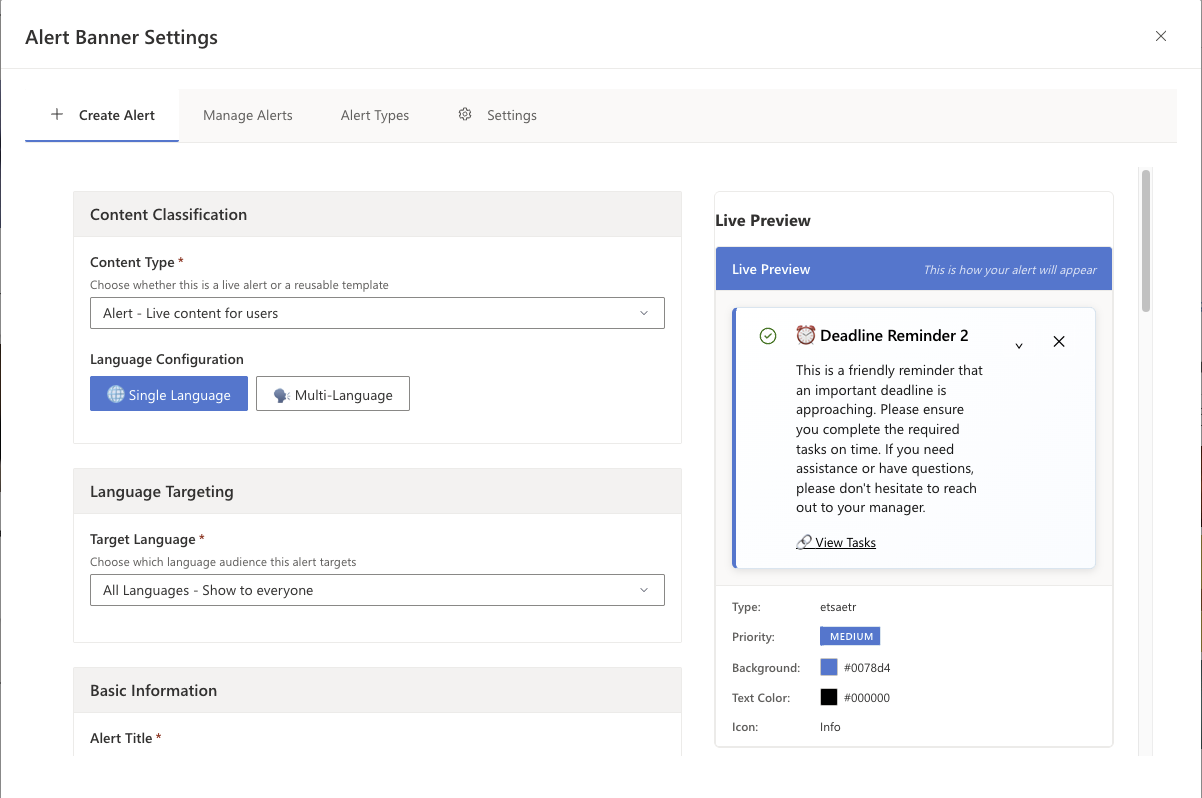 Alert Banner Settings
Create Alert
Manage Alerts
Alert Types
Settings
Content Classification
Content Type *
Choose whether this is a live alert or a reusable template
Alert - Live content for users
Language Configuration
Single Language
Multi-Language
Language Targeting
Target Language *
Choose which language audience this alert targets
All Languages - Show to everyone
Basic Information
Alert Title *
Live Preview
Live Preview
This is how your alert will appear
Deadline Reminder 2
This is a friendly reminder that
an important deadline is
approaching. Please ensure
you complete the required
tasks on time. If you need
assistance or have questions,
please don't hesitate to reach
out to your manager.
View Tasks
Type: etsaetr
Priority: MEDIUM
Background: #0078d4
Text Color: #000000
Icon: Info